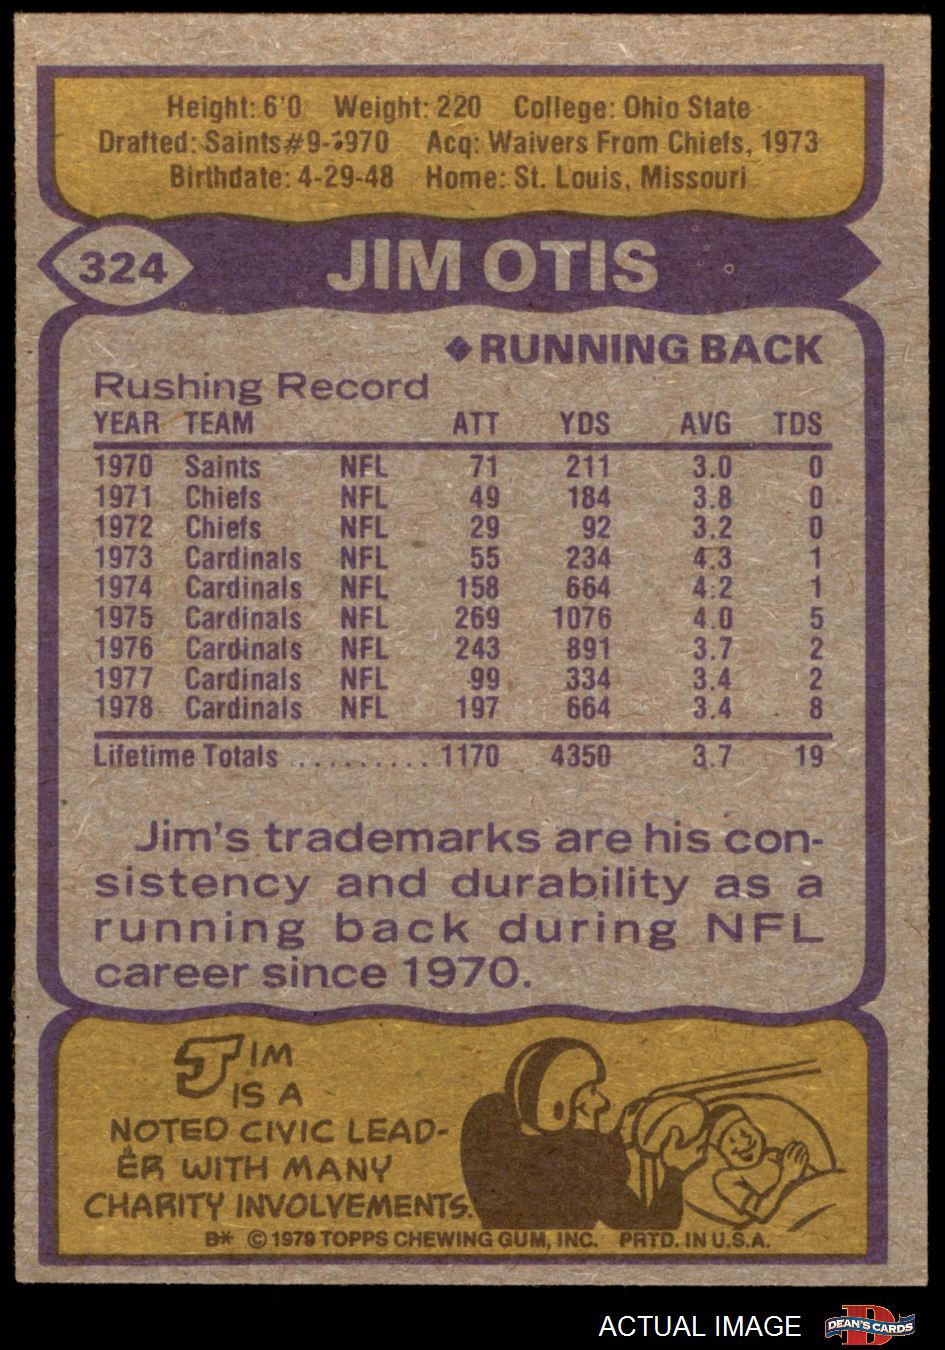 Height: 6'0 Weight: 220 College: Ohio State
Drafted: Saints #9-1970 Acq: Waivers From Chiefs, 1973
Birthdate: 4-29-48 Home: St. Louis, Missouri
324 JIM OTIS
◆ RUNNING BACK
Rushing Record
YEAR TEAM ATT YDS AVG TDS
1970 Saints NFL 71 211 3.0 0
1971 Chiefs NFL 49 184 3.8 0
1972 Chiefs NFL 29 92 3.2 0
1973 Cardinals NFL 55 234 4.3 1
1974 Cardinals NFL 158 664 4.2 1
1975 Cardinals NFL 269 1076 4.0 5
1976 Cardinals NFL 243 891 3.7 2
1977 Cardinals NFL 99 334 3.4 2
1978 Cardinals NFL 197 664 3.4 8
Lifetime Totals .......... 1170 4350 3.7 19
Jim's trademarks are his con-
sistency and durability as a
running back during NFL
career since 1970.
JIM
IS A
NOTED CIVIC LEAD-
ER WITH MANY
CHARITY INVOLVEMENTS.
B* © 1979 TOPPS CHEWING GUM, INC. PRTD. IN U.S.A.
ACTUAL IMAGE D DEAN'S CARDS